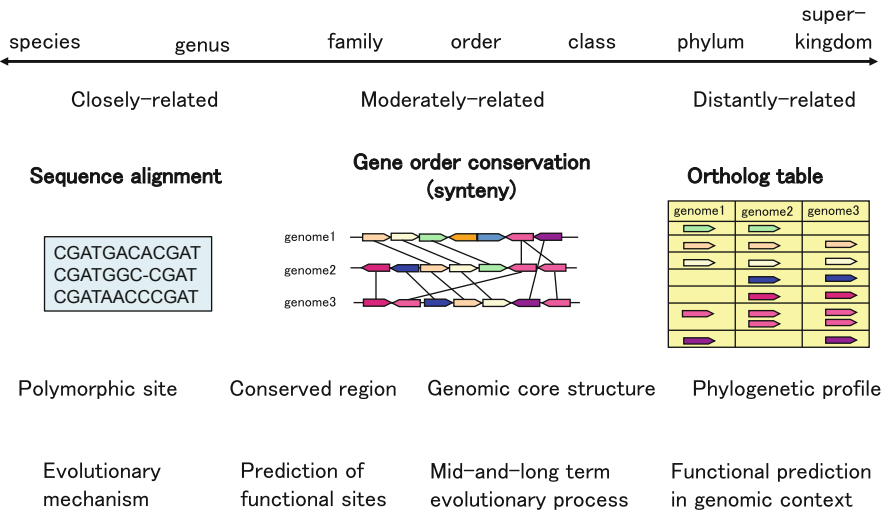 species genus family order class phylum super-
kingdom
Closely-related Moderately-related Distantly-related
Sequence alignment
Gene order conservation
(synteny)
Ortholog table
CGATGACACGAT
CGATGGC-CGAT
CGATAACCCGAT
genome1
genome2
genome3
genome1 genome2 genome3
Polymorphic site
Conserved region
Genomic core structure
Phylogenetic profile
Evolutionary
mechanism
Prediction of
functional sites
Mid-and-long term
evolutionary process
Functional prediction
in genomic context